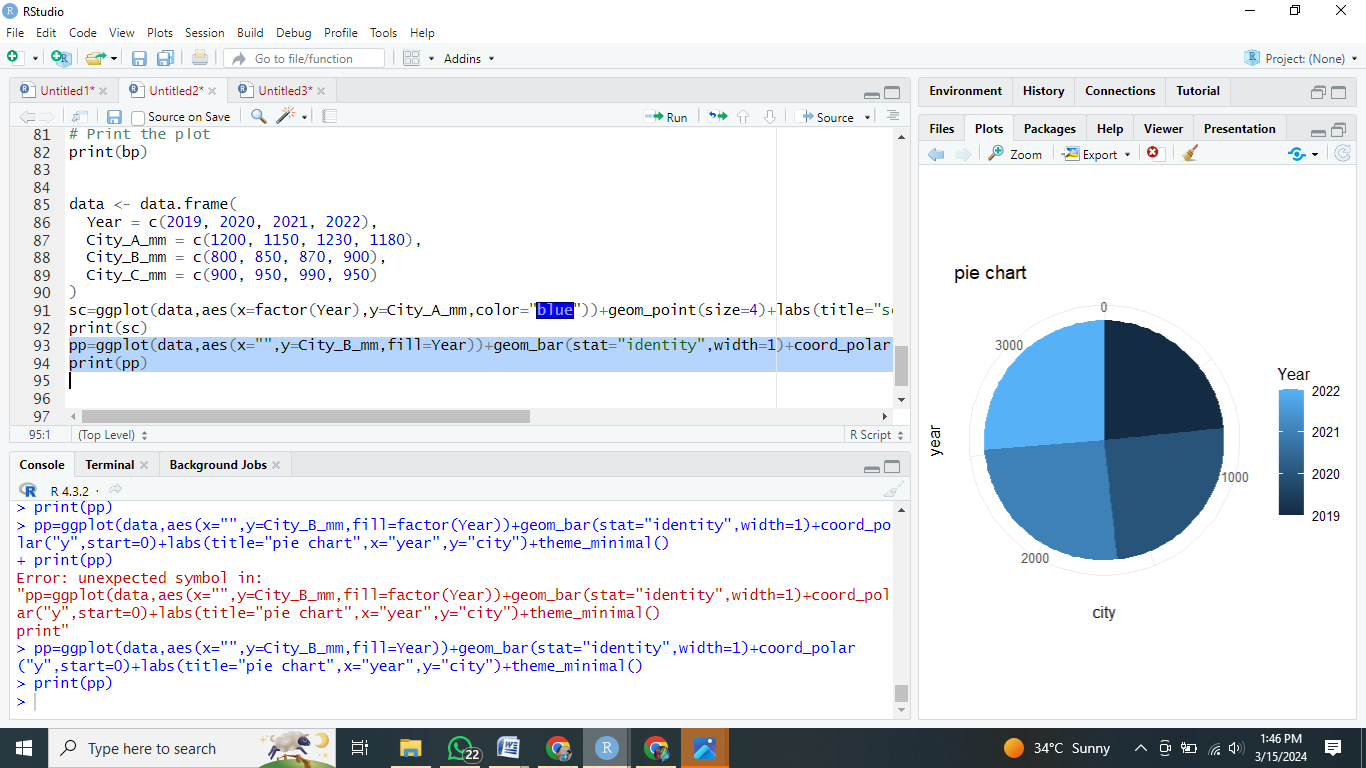 RStudio
File Edit Code View Plots Session Build Debug Profile Tools Help
Go to file/function Addins Project: (None)
Untitled1* Untitled2* Untitled3*
Source on Save Run Source
81 # Print the plot
82 print(bp)
83
84
85 data <- data.frame(
86 Year = c(2019, 2020, 2021, 2022),
87 City_A_mm = c(1200, 1150, 1230, 1180),
88 City_B_mm = c(800, 850, 870, 900),
89 City_C_mm = c(900, 950, 990, 950)
90 )
91 sc=ggplot(data,aes(x=factor(Year),y=City_A_mm,color="blue"))+geom_point(size=4)+labs(title="sc
92 print(sc)
93 pp=ggplot(data,aes(x="",y=City_B_mm,fill=Year))+geom_bar(stat="identity",width=1)+coord_polar
94 print(pp)
95
96
97
95:1 (Top Level) R Script
Console Terminal Background Jobs
R 4.3.2 ·
> print(pp)
> pp=ggplot(data,aes(x="",y=City_B_mm,fill=factor(Year))+geom_bar(stat="identity",width=1)+coord_po
lar("y",start=0)+labs(title="pie chart",x="year",y="city")+theme_minimal()
+ print(pp)
Error: unexpected symbol in:
"pp=ggplot(data,aes(x="",y=City_B_mm,fill=factor(Year))+geom_bar(stat="identity",width=1)+coord_pol
ar("y",start=0)+labs(title="pie chart",x="year",y="city")+theme_minimal()
print"
> pp=ggplot(data,aes(x="",y=City_B_mm,fill=Year))+geom_bar(stat="identity",width=1)+coord_polar
("y",start=0)+labs(title="pie chart",x="year",y="city")+theme_minimal()
> print(pp)
>
Environment History Connections Tutorial
Files Plots Packages Help Viewer Presentation
Zoom Export
pie chart
0
3000
1000
2000
year
city
Year
2022
2021
2020
2019
Type here to search
22
34°C Sunny
1:46 PM
3/15/2024